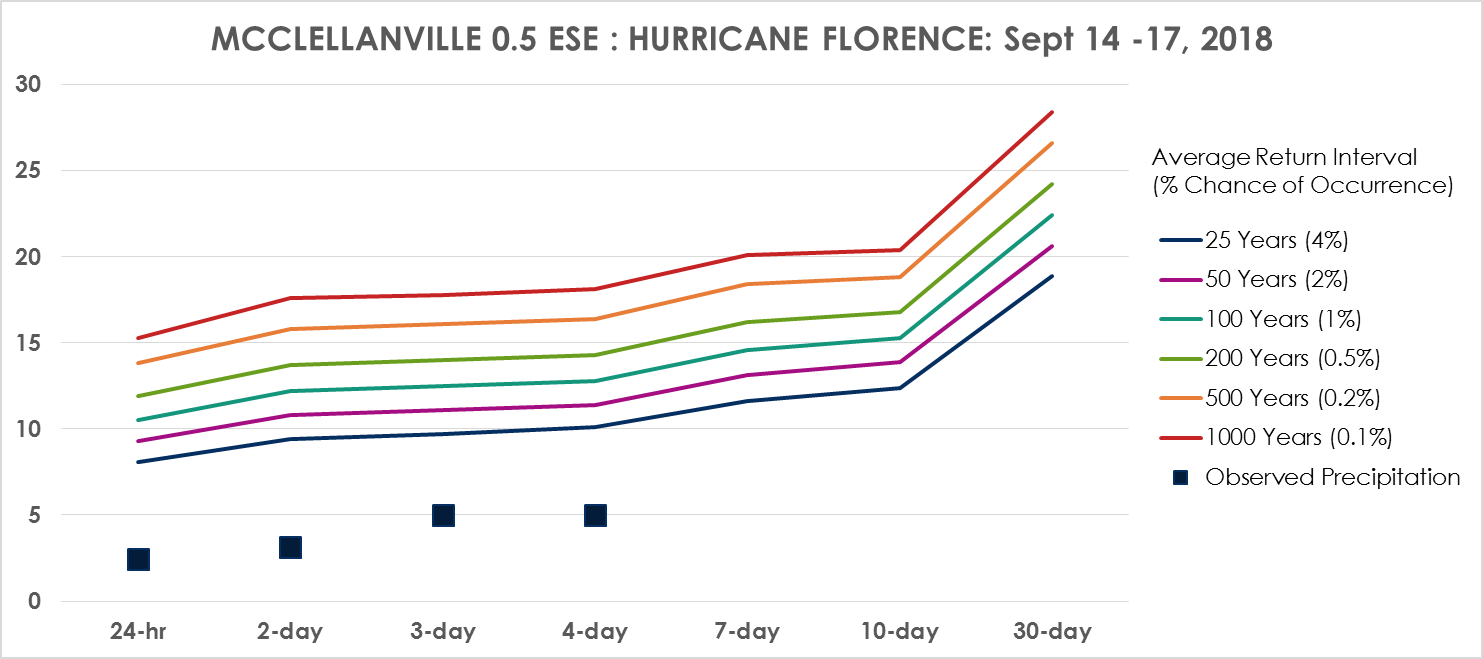 MCCLELLANVILLE 0.5 ESE : HURRICANE FLORENCE: Sept 14 -17, 2018
30
25
20
15
10
5
0
24-hr 2-day 3-day 4-day 7-day 10-day 30-day
Average Return Interval
(% Chance of Occurrence)
25 Years (4%)
50 Years (2%)
100 Years (1%)
200 Years (0.5%)
500 Years (0.2%)
1000 Years (0.1%)
Observed Precipitation